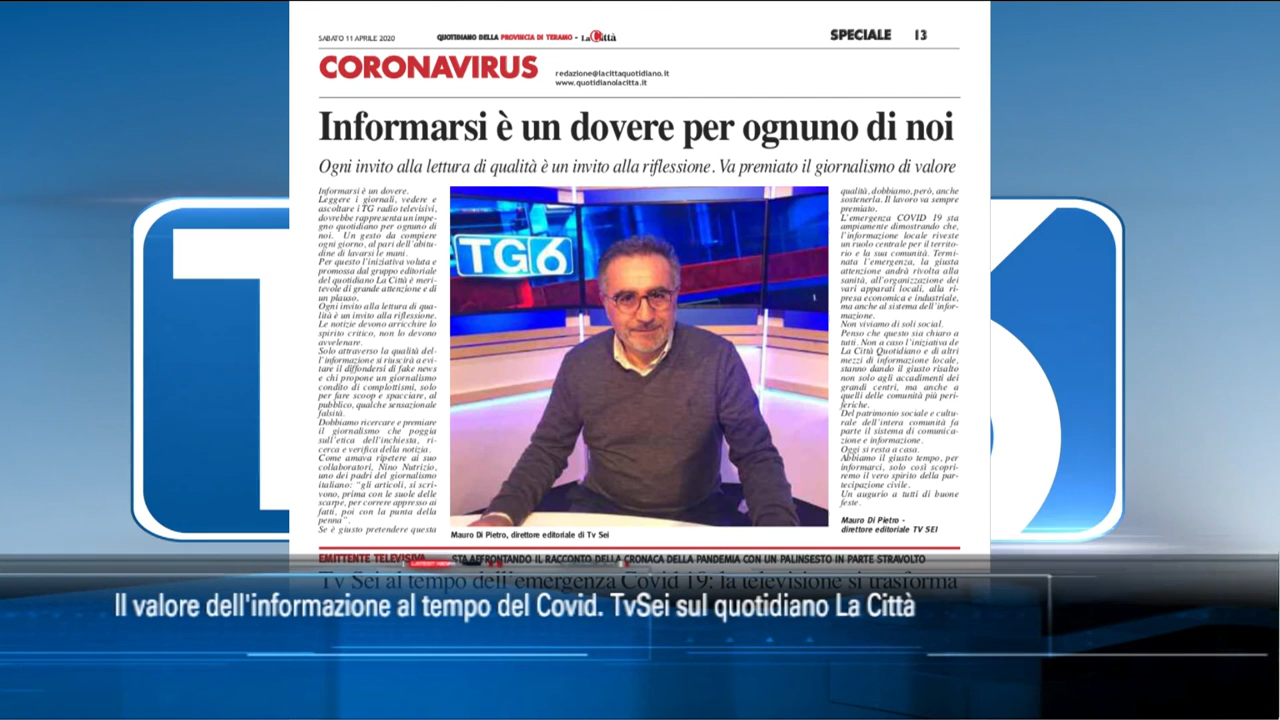 SABATO 11 APRILE 2020
QUOTIDIANO DELLA PROVINCIA DI TERAMO - La Città
SPECIALE 13
CORONAVIRUS
redazione@lacittaquotidiano.it
www.quotidianolacitta.it
Informarsi è un dovere per ognuno di noi
Ogni invito alla lettura di qualità è un invito alla riflessione. Va premiato il giornalismo di valore
Informarsi è un dovere.
Leggere i giornali, vedere e
ascoltare i TG radio televisivi,
dovrebbe rappresenta un impe-
gno quotidiano per ognuno di
noi. Un gesto da compiere
ogni giorno, al pari dell'abitu-
dine di lavarsi le mani.
Per questo l'iniziativa voluta e
promossa dal gruppo editoriale
del quotidiano La Città è meri-
tevole di grande attenzione e di
un plauso.
Ogni invito alla lettura di qua-
lità è un invito alla riflessione.
Le notizie devono arricchire lo
spirito critico, non lo devono
avvelenare.
Solo attraverso la qualità del-
l'informazione si riuscirà a evi-
tare il diffondersi di fake news
e chi propone un giornalismo
condito di complottismi, solo
per fare scoop e spacciare, al
pubblico, qualche sensazionale
falsità.
Dobbiamo ricercare e premiare
il giornalismo che poggia
sull'etica dell'inchiesta, ri-
cerca e verifica della notizia.
Come amava ripetere ai suo
collaboratori, Nino Nutrizio,
uno dei padri del giornalismo
italiano: "gli articoli, si scri-
vono, prima con le suole delle
scarpe, per correre appresso ai
fatti, poi con la punta della
penna".
Se è giusto pretendere questa
TG6
Mauro Di Pietro, direttore editoriale di Tv Sei
qualità, dobbiamo, però, anche
sostenerla. Il lavoro va sempre
premiato.
L'emergenza COVID 19 sta
ampiamente dimostrando che,
l'informazione locale riveste
un ruolo centrale per il territo-
rio e la sua comunità. Termi-
nata l'emergenza, la giusta
attenzione andrà rivolta alla
sanità, all'organizzazione dei
vari apparati locali, alla ri-
presa economica e industriale,
ma anche al sistema dell'infor-
mazione.
Non viviamo di soli social.
Penso che questo sia chiaro a
tutti. Non a caso l'iniziativa de
La Città Quotidiano e di altri
mezzi di informazione locale,
stanno dando il giusto risalto
non solo agli accadimenti dei
grandi centri, ma anche a
quelli delle comunità più peri-
feriche.
Del patrimonio sociale e cultu-
rale dell'intera comunità fa
parte il sistema di comunica-
zione e informazione.
Oggi si resta a casa.
Abbiamo il giusto tempo, per
informarci, solo così scopri-
remo il vero spirito della par-
tecipazione civile.
Un augurio a tutti di buone
feste.
Mauro Di Pietro -
direttore editoriale TV SEI
EMITTENTE TELEVISIVA STA AFFRONTANDO IL RACCONTO DELLA CRONACA DELLA PANDEMIA CON UN PALINSESTO IN PARTE STRAVOLTO
LATEST NEWS
Tv Sei al tempo dell'emergenza Covid 19: la televisione si trasforma
Il valore dell'informazione al tempo del Covid. TvSei sul quotidiano La Città